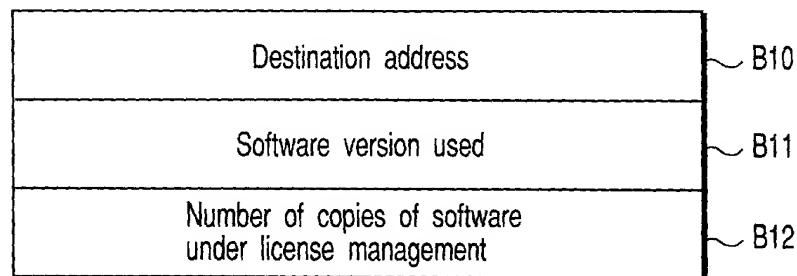 Destination address B10
Software version used B11
Number of copies of software
under license management B12